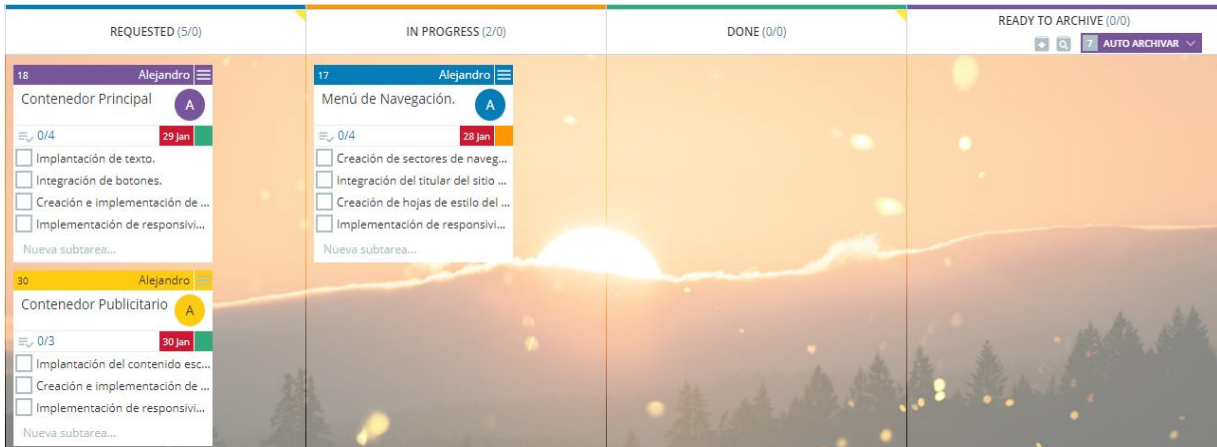 REQUESTED (5/0)
IN PROGRESS (2/0)
DONE (0/0)
READY TO ARCHIVE (0/0)
7 AUTO ARCHIVAR
18 Alejandro
Contenedor Principal
A
0/4 29 Jan
Implantación de texto.
Integración de botones.
Creación e implementación de ...
Implementación de responsivi...
Nueva subtarea...
30 Alejandro
Contenedor Publicitario
A
0/3 30 Jan
Implantación del contenido esc...
Creación e implementación de ...
Implementación de responsivi...
Nueva subtarea...
17 Alejandro
Menú de Navegación.
A
0/4 28 Jan
Creación de sectores de naveg...
Integración del titular del sitio ...
Creación de hojas de estilo del ...
Implementación de responsivi...
Nueva subtarea...